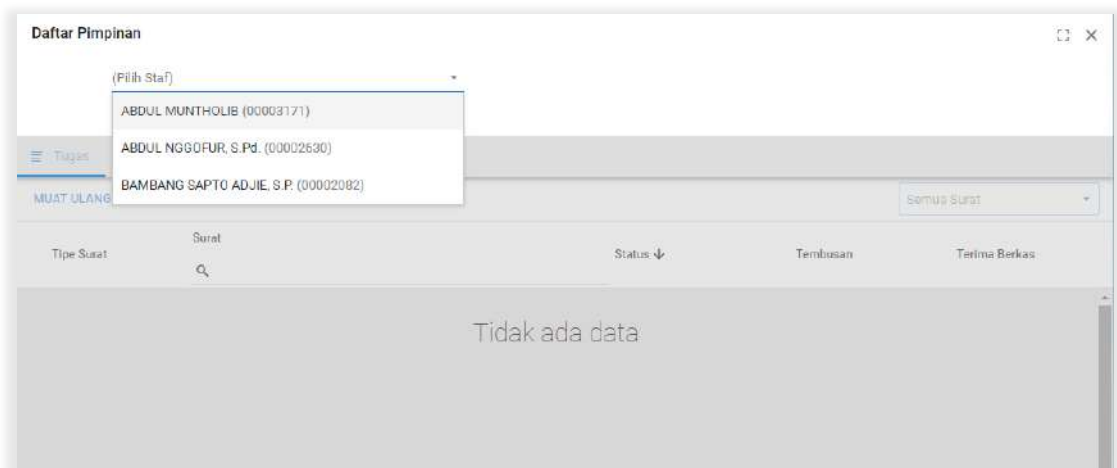 Daftar Pimpinan
(Pilih Staf)
ABDUL MUNTHOLIB (00003171)
ABDUL NGGOFUR, S.Pd. (00002630)
BAMBANG SAPTO ADJIE, S.P. (00002082)
Tugas
MUAT ULANG
Semua Surat
Tipe Surat
Surat
Status
Tembusan
Terima Berkas
Tidak ada data